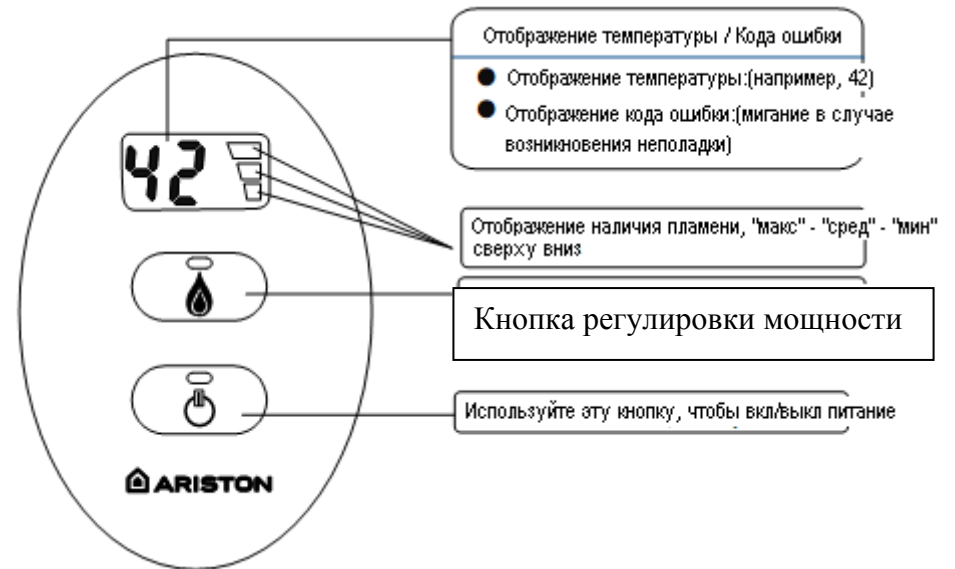 Отображение температуры / Кода ошибки
Отображение температуры:(например, 42)
Отображение кода ошибки:(мигание в случае
возникновения неполадки)
42
Отображение наличия пламени, "макс" - "сред" - "мин"
сверху вниз
Кнопка регулировки мощности
Используйте эту кнопку, чтобы вкл/выкл питание
ARISTON